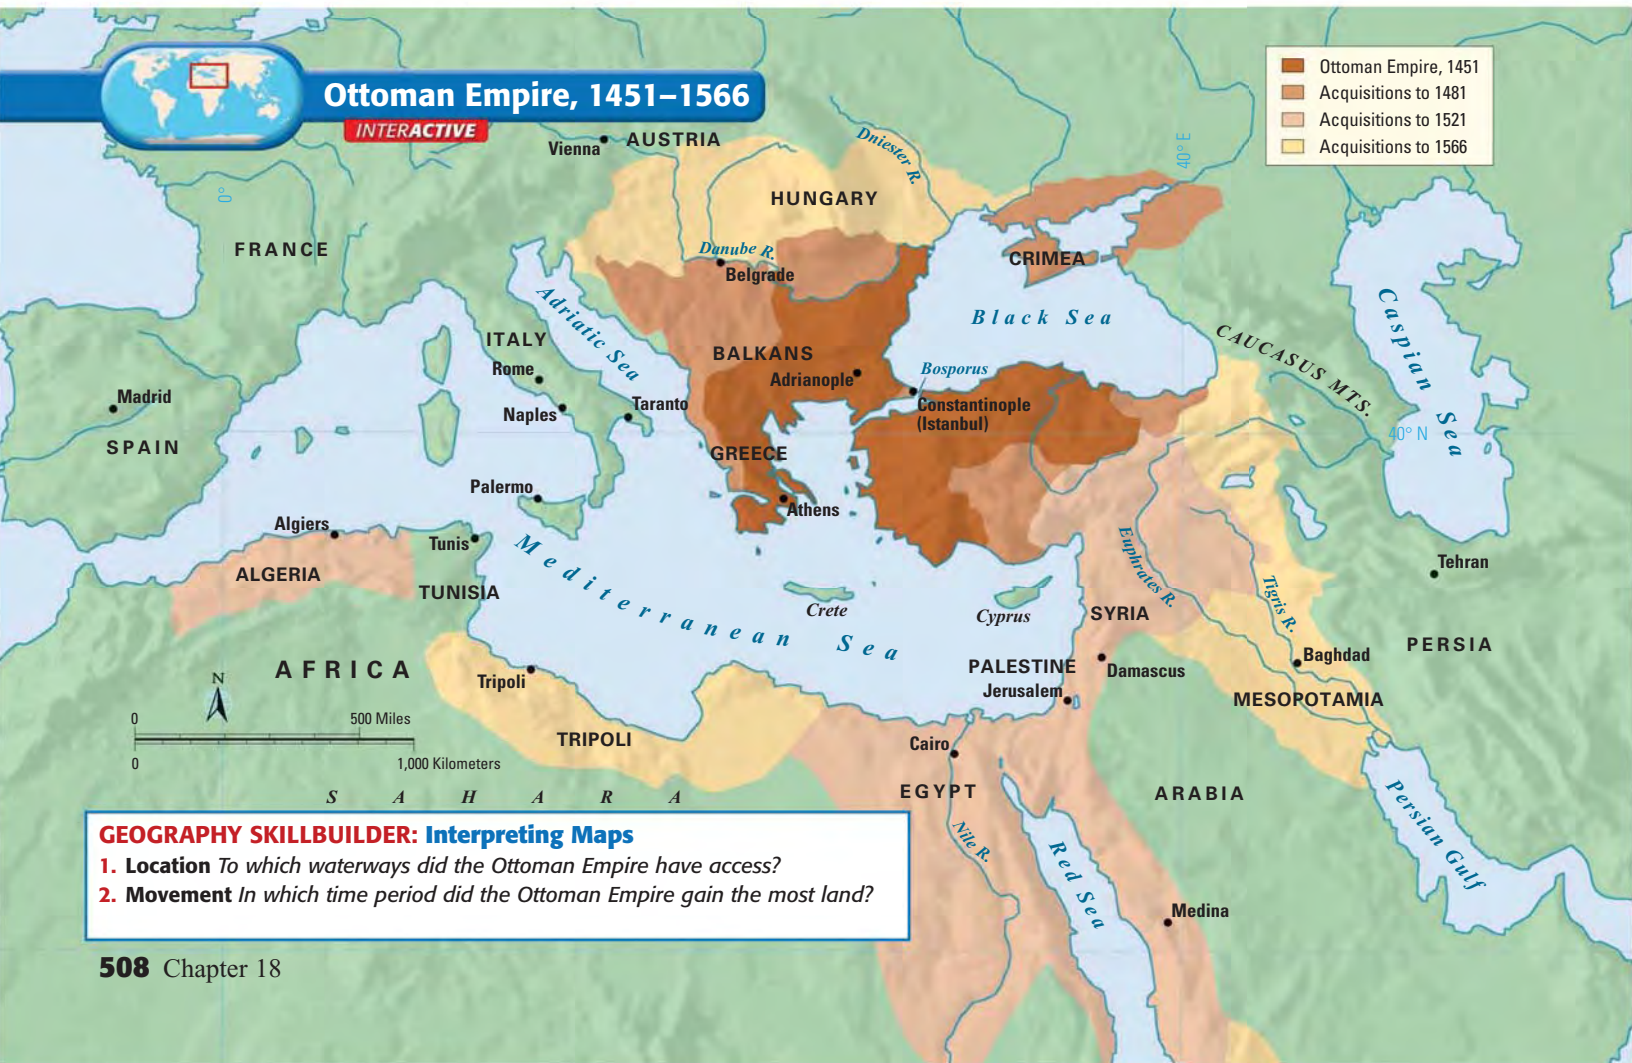 Ottoman Empire, 1451–1566
INTERACTIVE
Ottoman Empire, 1451
Acquisitions to 1481
Acquisitions to 1521
Acquisitions to 1566
Vienna
AUSTRIA
Dniester R.
40° E
0°
HUNGARY
FRANCE
Danube R.
Belgrade
CRIMEA
Adriatic Sea
Black Sea
Caspian Sea
CAUCASUS MTS.
ITALY
Rome
BALKANS
Adrianople
Bosporus
Madrid
Naples
Taranto
Constantinople
(Istanbul)
40° N
SPAIN
GREECE
Palermo
Athens
Algiers
Tunis
Mediterranean Sea
Euphrates R.
Tigris R.
Tehran
ALGERIA
TUNISIA
Crete
Cyprus
SYRIA
PERSIA
AFRICA
Tripoli
PALESTINE
Jerusalem
Damascus
Baghdad
MESOPOTAMIA
N
0
500 Miles
0
1,000 Kilometers
TRIPOLI
Cairo
EGYPT
ARABIA
SAHARA
Nile R.
Red Sea
Persian Gulf
Medina
GEOGRAPHY SKILLBUILDER: Interpreting Maps
1. Location To which waterways did the Ottoman Empire have access?
2. Movement In which time period did the Ottoman Empire gain the most land?
508 Chapter 18